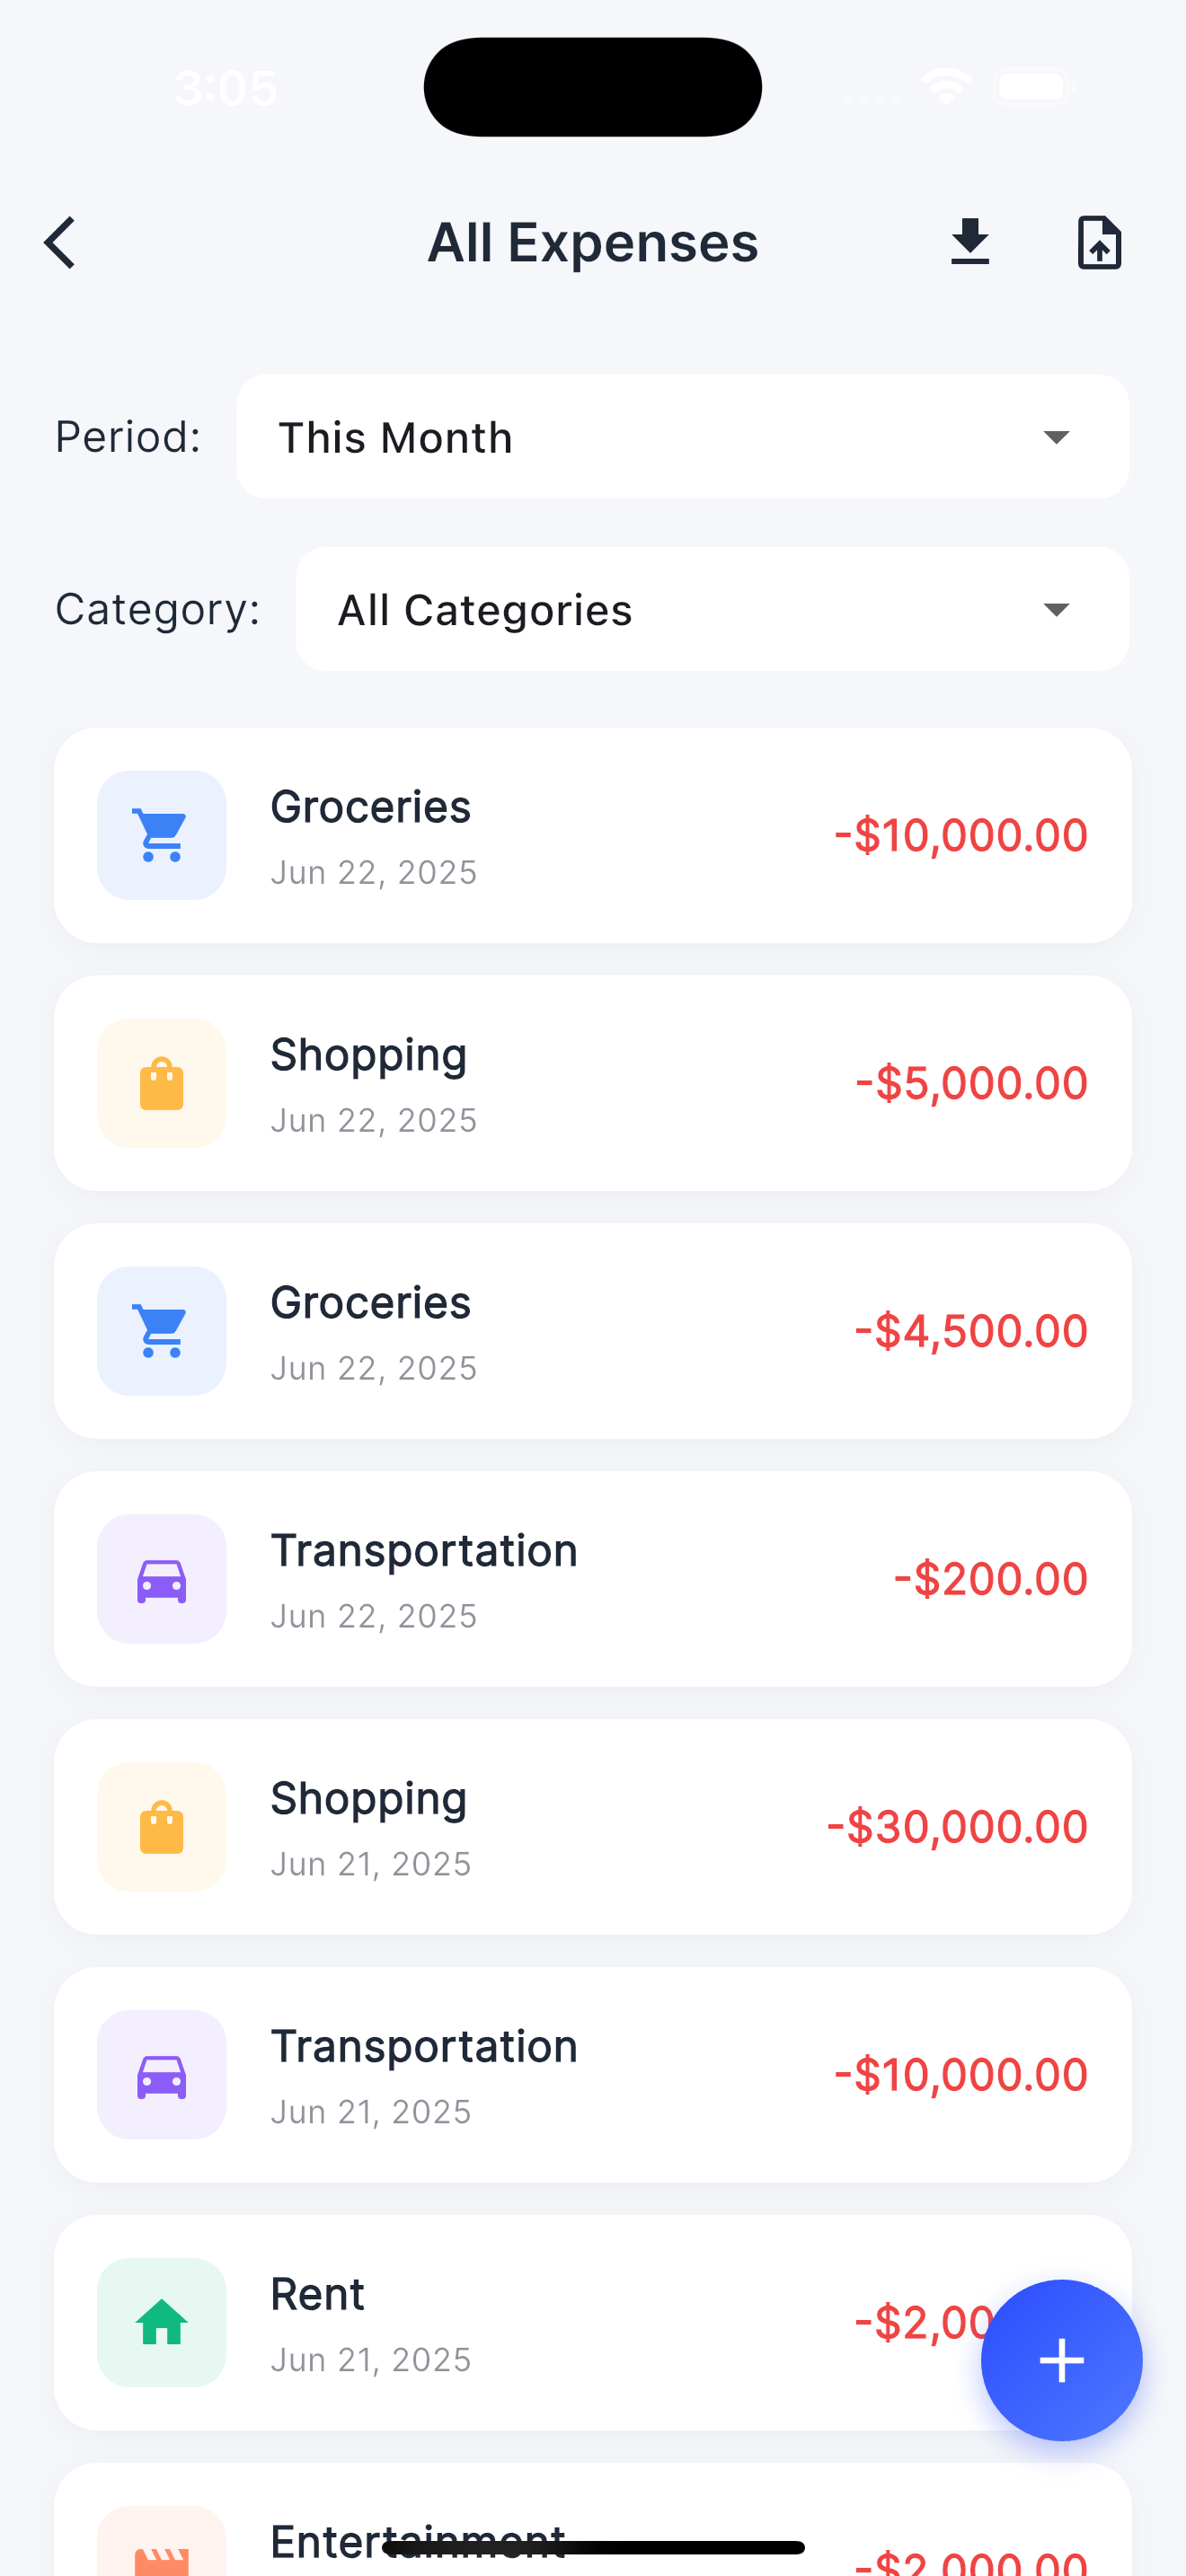 3:05
All Expenses
Period: This Month
Category: All Categories
Groceries
-$10,000.00
Jun 22, 2025
Shopping
-$5,000.00
Jun 22, 2025
Groceries
-$4,500.00
Jun 22, 2025
Transportation
-$200.00
Jun 22, 2025
Shopping
-$30,000.00
Jun 21, 2025
Transportation
-$10,000.00
Jun 21, 2025
Rent
-$2,00
Jun 21, 2025
Entertainment
-$2,000.00